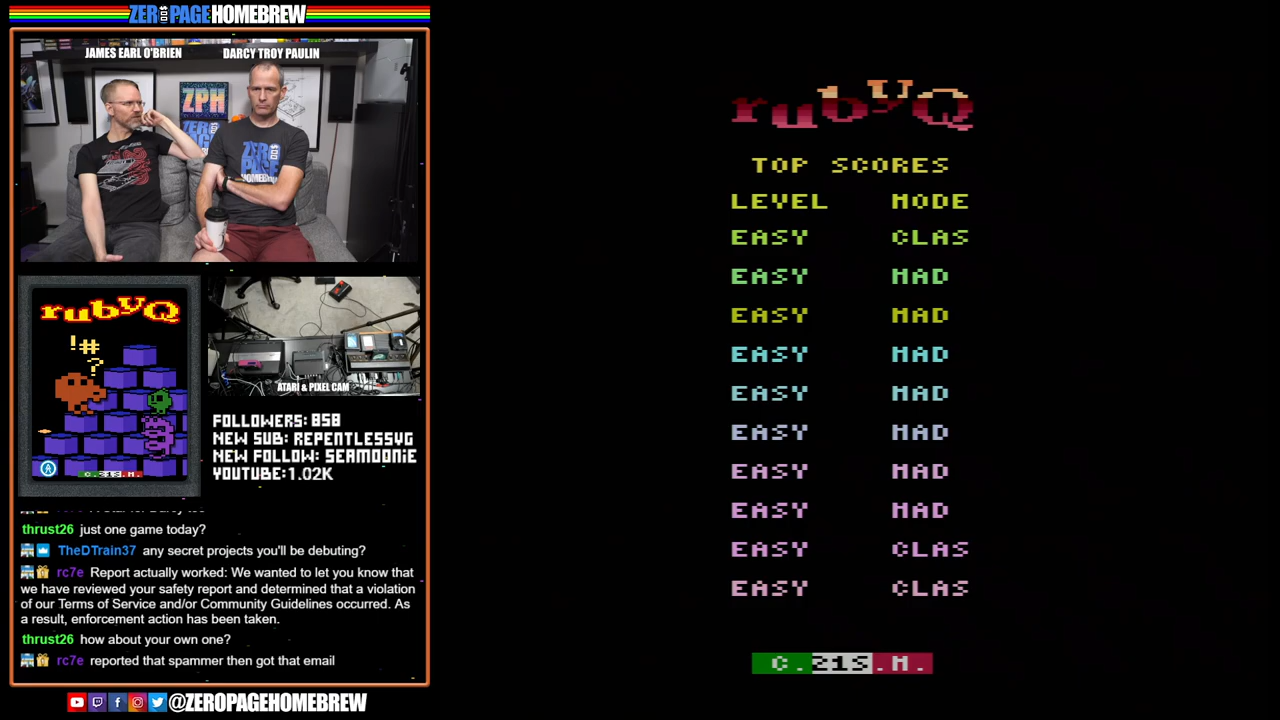 ZEROPAGEHOMEBREW
JAMES EARL O'BRIEN
DARCY TROY PAULIN
ZPH
ZERO
PAGE
rubyQ
!#
?
C.21S.M.
ATARI & PIXEL CAM
FOLLOWERS: 858
NEW SUB: REPENTLESSVG
NEW FOLLOW: SEAMOONIE
YOUTUBE:1.02K
thrust26 just one game today?
TheDTrain37 any secret projects you'll be debuting?
rc7e Report actually worked: We wanted to let you know that
we have reviewed your safety report and determined that a violation
of our Terms of Service and/or Community Guidelines occurred. As
a result, enforcement action has been taken.
thrust26 how about your own one?
rc7e reported that spammer then got that email
@ZEROPAGEHOMEBREW
rubyQ
TOP SCORES
LEVEL MODE
EASY CLAS
EASY MAD
EASY MAD
EASY MAD
EASY MAD
EASY MAD
EASY MAD
EASY MAD
EASY CLAS
EASY CLAS
C.21S.M.